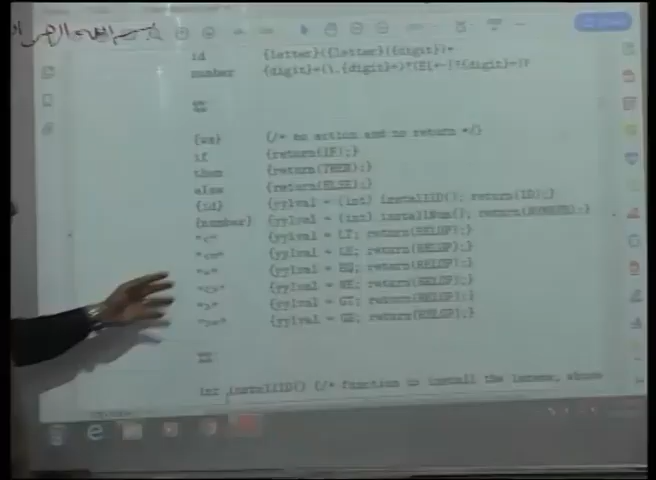 بسم الله الرحمن
id {letter}({letter}({digit})*
number {digit}+(\.{digit}+)?(E[+-]?{digit}+)?
%%
{ws} {/* no action and no return */}
if {return(IF);}
then {return(THEN);}
else {return(ELSE);}
{id} {yylval = (int) installID(); return(ID);}
{number} {yylval = (int) installNum(); return(NUMBER);}
"<" {yylval = LT; return(RELOP);}
"<=" {yylval = LE; return(RELOP);}
"=" {yylval = EQ; return(RELOP);}
"<>" {yylval = NE; return(RELOP);}
">" {yylval = GT; return(RELOP);}
">=" {yylval = GE; return(RELOP);}
%%
int installID() {/* function to install the lexeme, whose